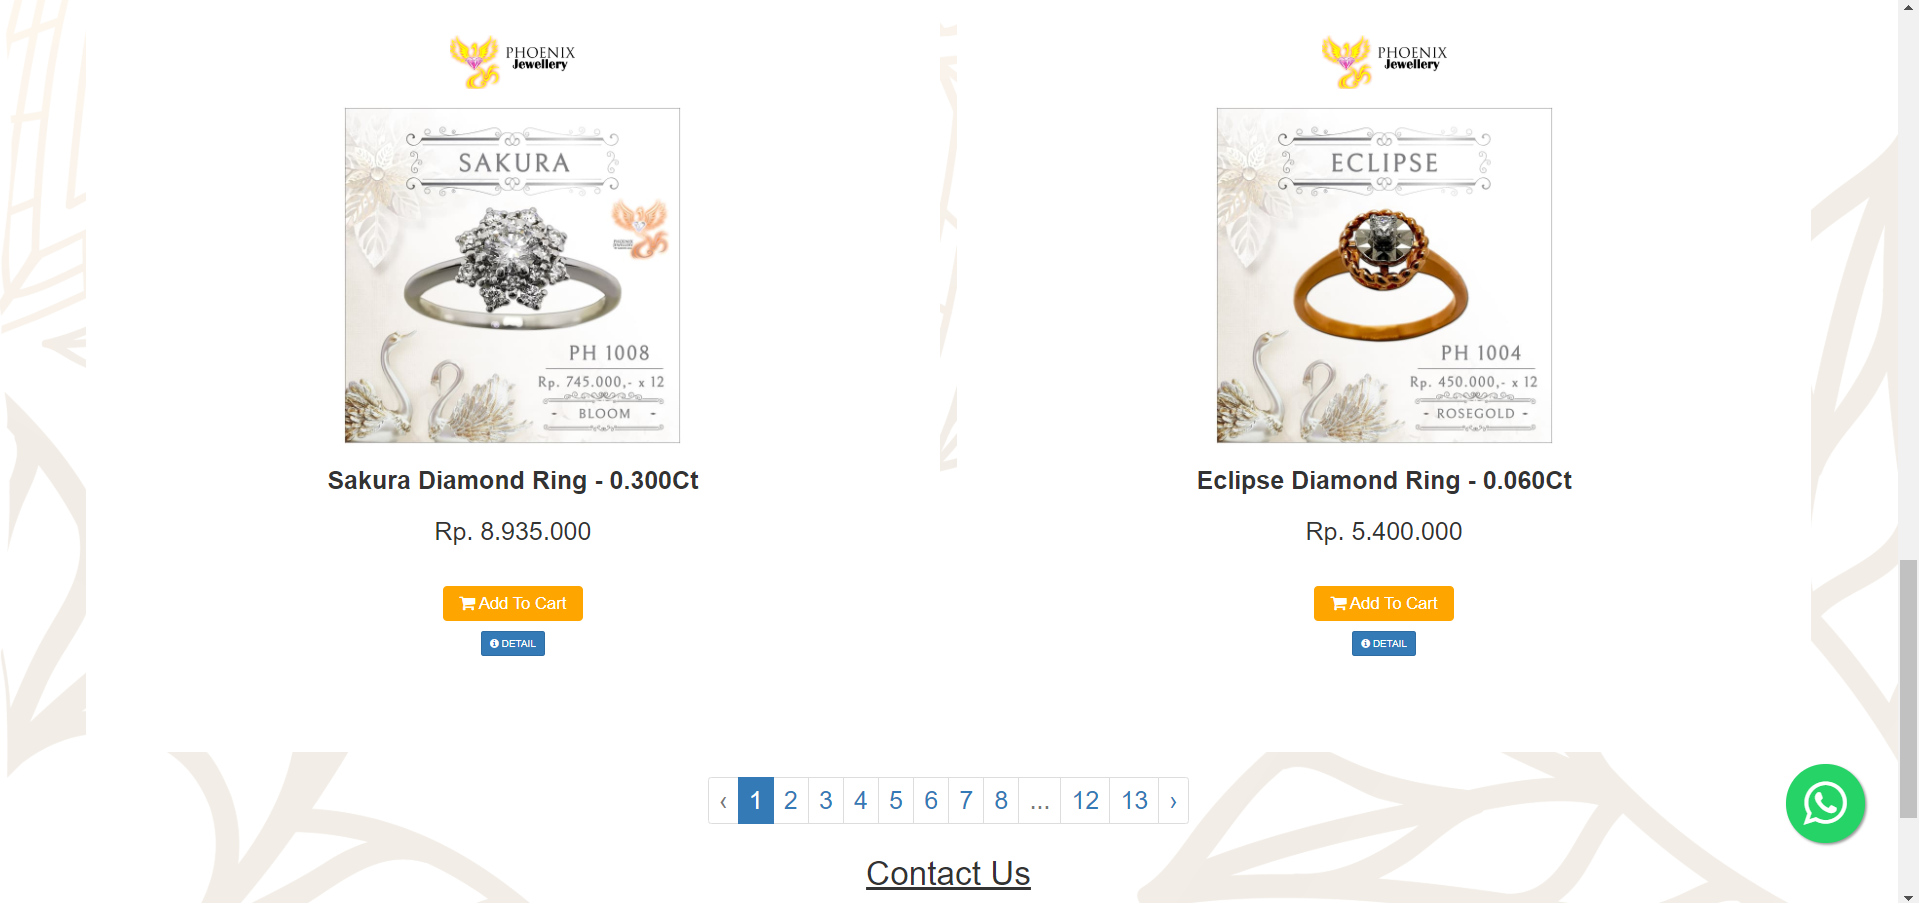 PHOENIX
Jewellery
SAKURA
PH 1008
Rp. 745.000,- x 12
- BLOOM -
Sakura Diamond Ring - 0.300Ct
Rp. 8.935.000
Add To Cart
DETAIL
PHOENIX
Jewellery
ECLIPSE
PH 1004
Rp. 450.000,- x 12
- ROSEGOLD -
Eclipse Diamond Ring - 0.060Ct
Rp. 5.400.000
Add To Cart
DETAIL
‹ 1 2 3 4 5 6 7 8 ... 12 13 ›
Contact Us